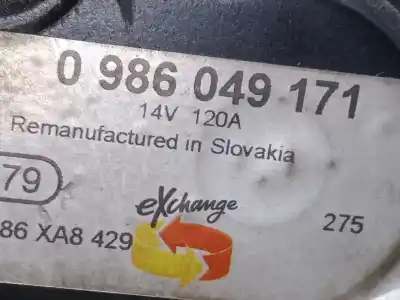 0 986 049 171
14V 120A
Remanufactured in Slovakia
79
eXchange
275
86 XA8 429